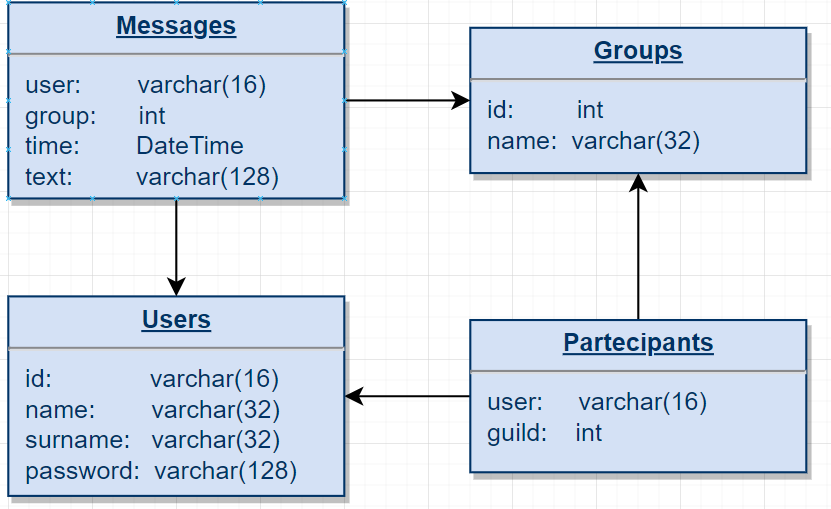 Messages
user: varchar(16)
group: int
time: DateTime
text: varchar(128)
Groups
id: int
name: varchar(32)
Users
id: varchar(16)
name: varchar(32)
surname: varchar(32)
password: varchar(128)
Partecipants
user: varchar(16)
guild: int